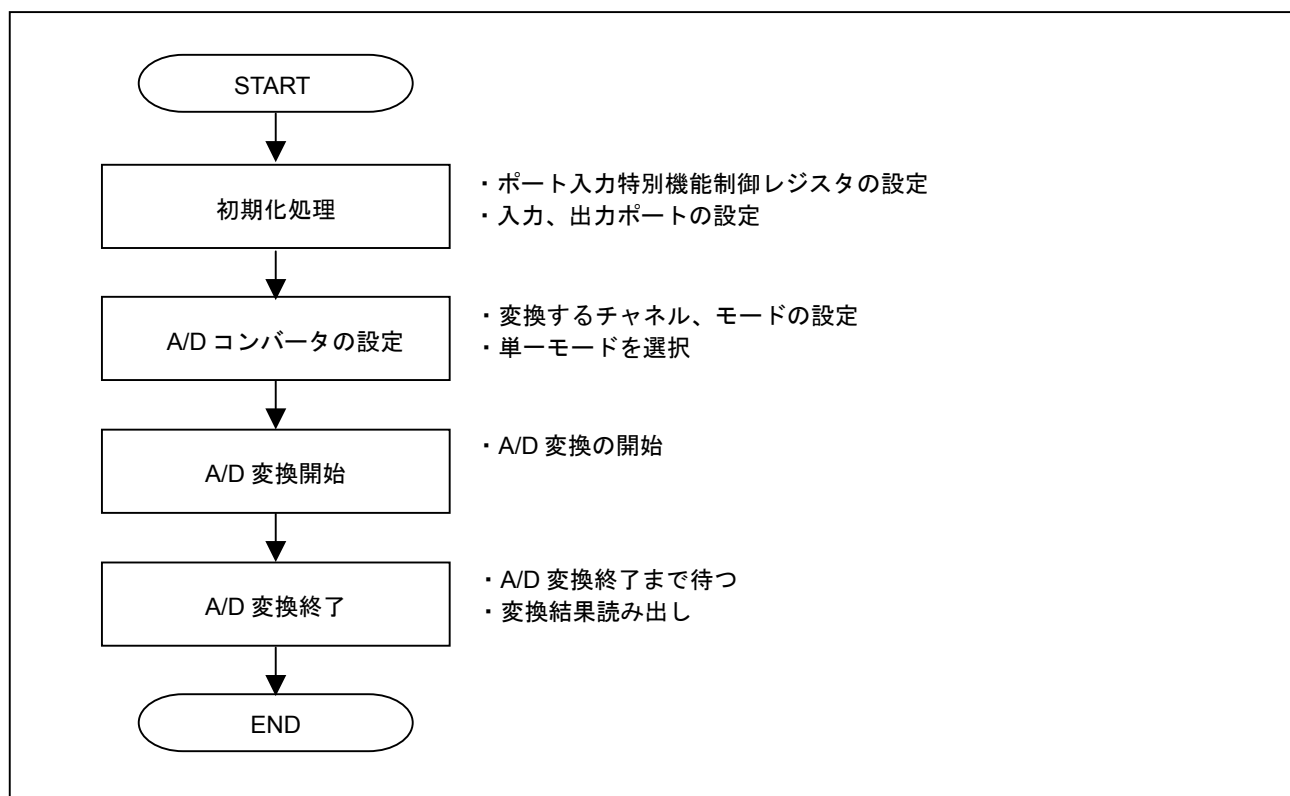 START
初期化処理
・ポート入力特別機能制御レジスタの設定
・入力、出力ポートの設定
A/D コンバータの設定
・変換するチャネル、モードの設定
・単一モードを選択
A/D 変換開始
・A/D 変換の開始
A/D 変換終了
・A/D 変換終了まで待つ
・変換結果読み出し
END